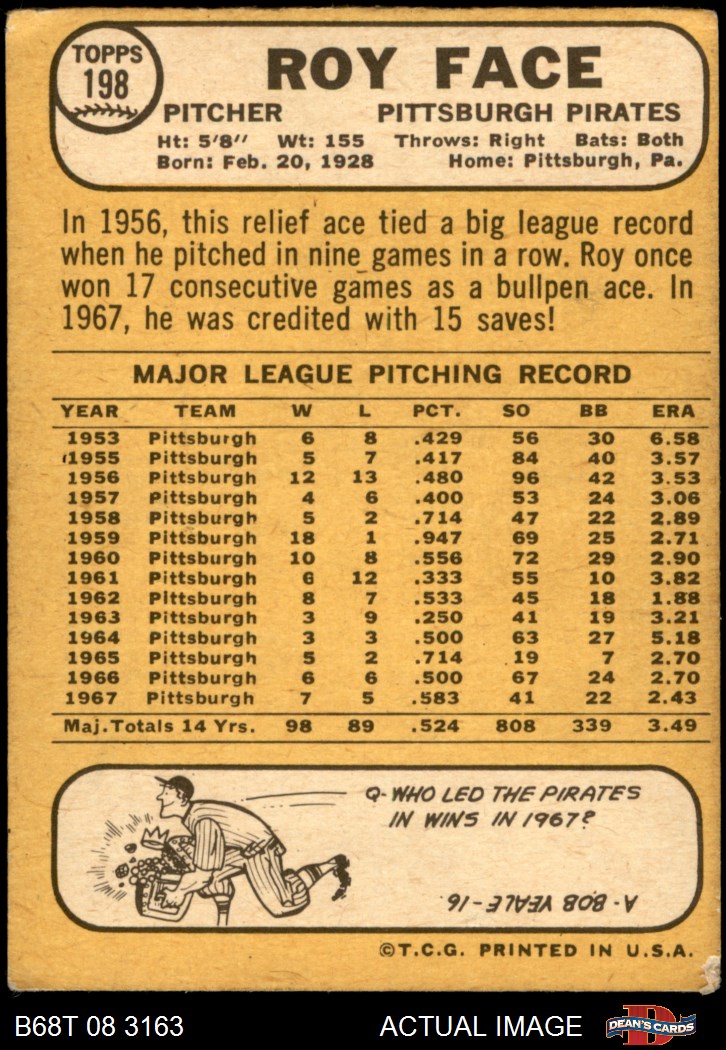 TOPPS
198
ROY FACE
PITCHER PITTSBURGH PIRATES
Ht: 5'8" Wt: 155 Throws: Right Bats: Both
Born: Feb. 20, 1928 Home: Pittsburgh, Pa.
In 1956, this relief ace tied a big league record
when he pitched in nine games in a row. Roy once
won 17 consecutive games as a bullpen ace. In
1967, he was credited with 15 saves!
MAJOR LEAGUE PITCHING RECORD
YEAR TEAM W L PCT. SO BB ERA
1953 Pittsburgh 6 8 .429 56 30 6.58
1955 Pittsburgh 5 7 .417 84 40 3.57
1956 Pittsburgh 12 13 .480 96 42 3.53
1957 Pittsburgh 4 6 .400 53 24 3.06
1958 Pittsburgh 5 2 .714 47 22 2.89
1959 Pittsburgh 18 1 .947 69 25 2.71
1960 Pittsburgh 10 8 .556 72 29 2.90
1961 Pittsburgh 6 12 .333 55 10 3.82
1962 Pittsburgh 8 7 .533 45 18 1.88
1963 Pittsburgh 3 9 .250 41 19 3.21
1964 Pittsburgh 3 3 .500 63 27 5.18
1965 Pittsburgh 5 2 .714 19 7 2.70
1966 Pittsburgh 6 6 .500 67 24 2.70
1967 Pittsburgh 7 5 .583 41 22 2.43
Maj.Totals 14 Yrs. 98 89 .524 808 339 3.49
Q- WHO LED THE PIRATES
IN WINS IN 1967?
A- BOB VEALE-16
©T.C.G. PRINTED IN U.S.A.
B68T 08 3163 ACTUAL IMAGE D DEAN'S CARDS